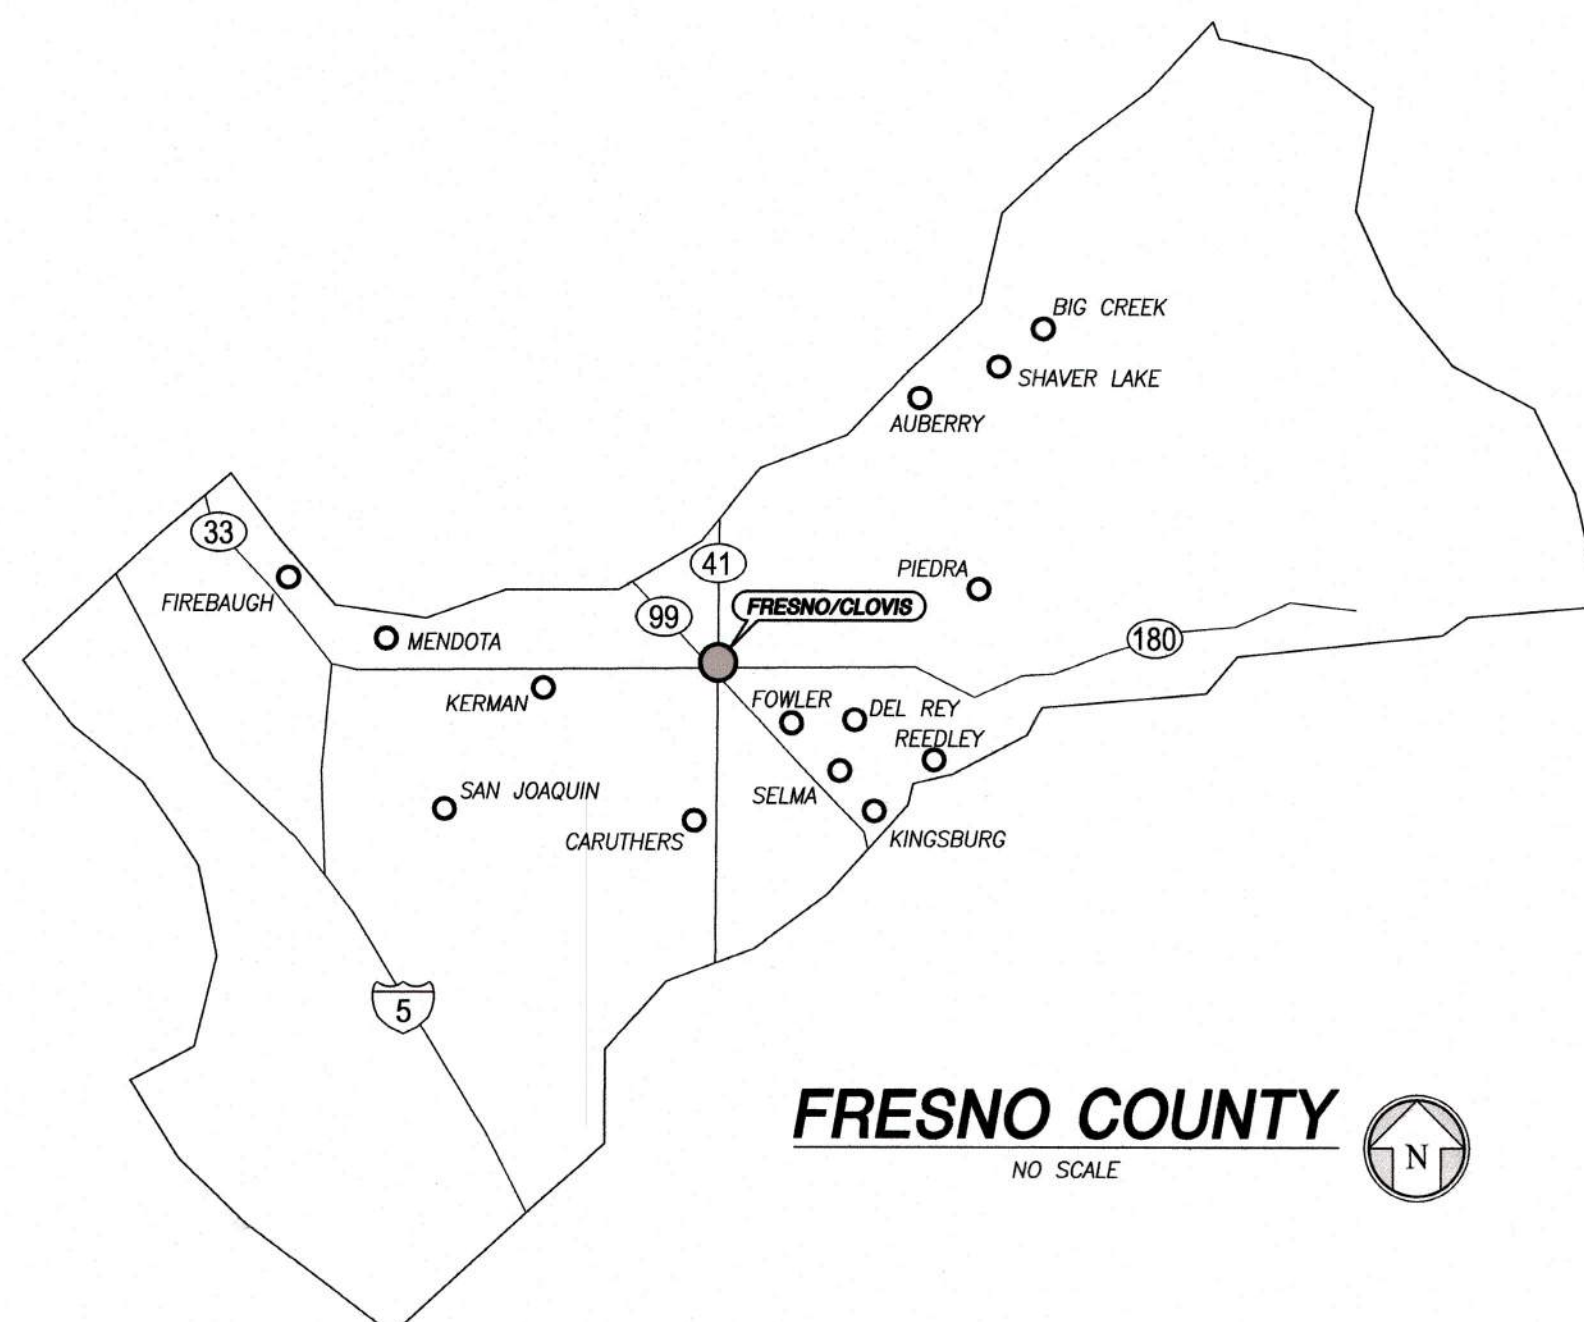 BIG CREEK
SHAVER LAKE
AUBERRY
33
41
PIEDRA
FIREBAUGH
99
FRESNO/CLOVIS
MENDOTA
180
KERMAN
FOWLER
DEL REY
REEDLEY
SAN JOAQUIN
SELMA
CARUTHERS
KINGSBURG
5
FRESNO COUNTY
N
NO SCALE